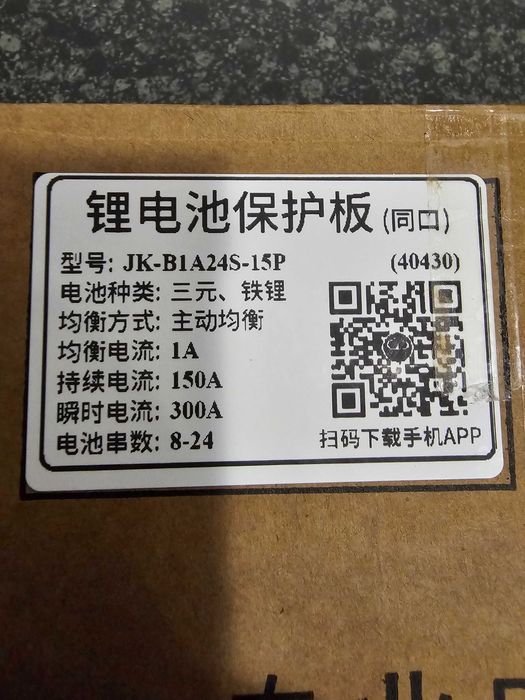 锂电池保护板(同口)
型号: JK-B1A24S-15P (40430)
电池种类: 三元、铁锂
均衡方式: 主动均衡
均衡电流: 1A
持续电流: 150A
瞬时电流: 300A
电池串数: 8-24
扫码下载手机APP